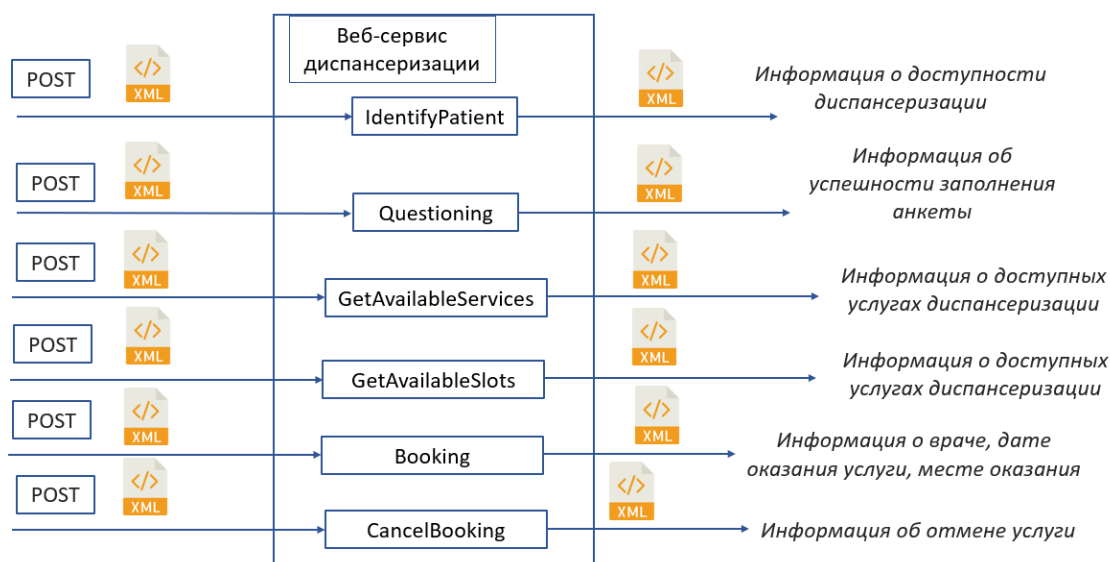 Веб-сервис
диспансеризации
POST
</>
XML
IdentifyPatient
</>
XML
Информация о доступности
диспансеризации
POST
</>
XML
Questioning
</>
XML
Информация об
успешности заполнения
анкеты
POST
</>
XML
GetAvailableServices
</>
XML
Информация о доступных
услугах диспансеризации
POST
</>
XML
GetAvailableSlots
</>
XML
Информация о доступных
услугах диспансеризации
POST
</>
XML
Booking
</>
XML
Информация о враче, дате
оказания услуги, месте оказания
POST
</>
XML
CancelBooking
</>
XML
Информация об отмене услуги